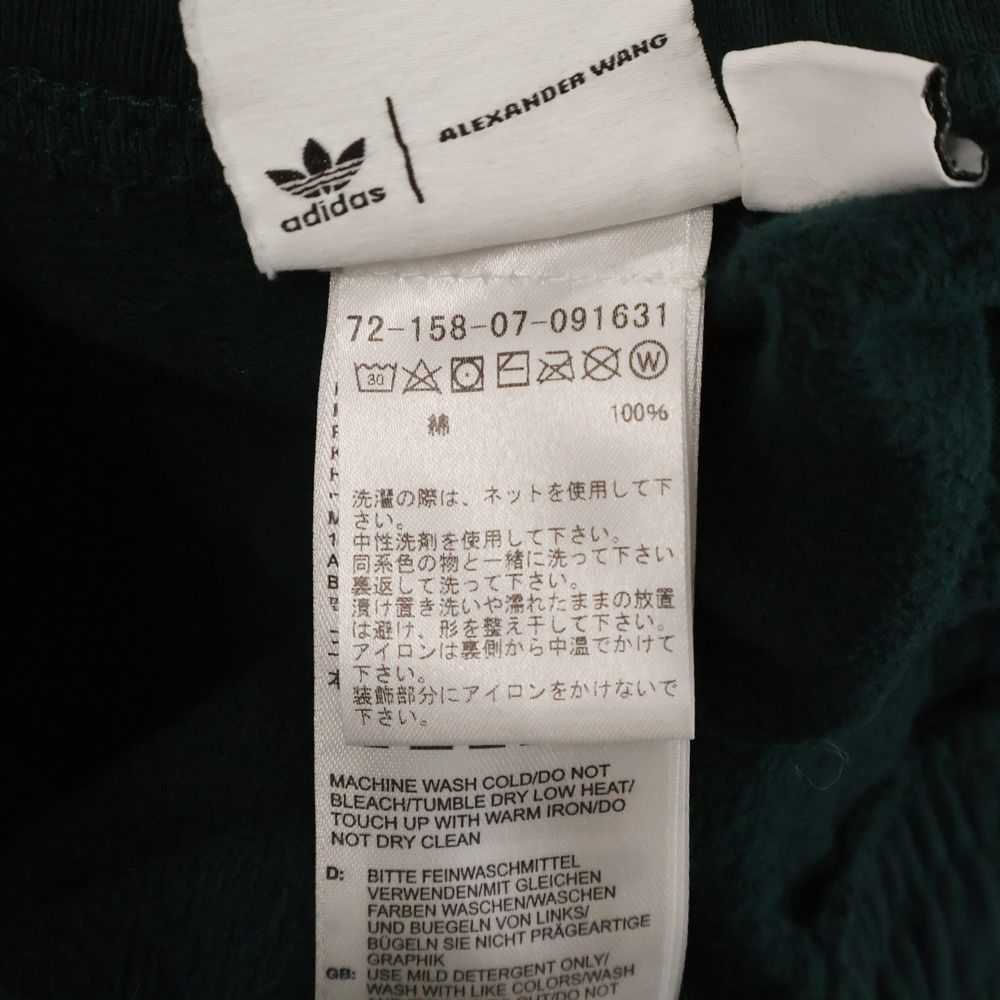 adidas
ALEXANDER WANG
72-158-07-091631
30
W
綿 100%
洗濯の際は、ネットを使用して下
さい。
中性洗剤を使用して下さい。
同系色の物と一緒に洗って下さい
裏返して洗って下さい。
漬け置き洗いや濡れたままの放置
は避け、形を整え干して下さい。
アイロンは裏側から中温でかけて
下さい。
装飾部分にアイロンをかけないで
下さい。
MACHINE WASH COLD/DO NOT
BLEACH/TUMBLE DRY LOW HEAT/
TOUCH UP WITH WARM IRON/DO
NOT DRY CLEAN
D: BITTE FEINWASCHMITTEL
VERWENDEN/MIT GLEICHEN
FARBEN WASCHEN/WASCHEN
UND BUEGELN VON LINKS/
BÜGELN SIE NICHT PRÄGEARTIGE
GRAPHIK
GB: USE MILD DETERGENT ONLY/
WASH WITH LIKE COLORS/WASH